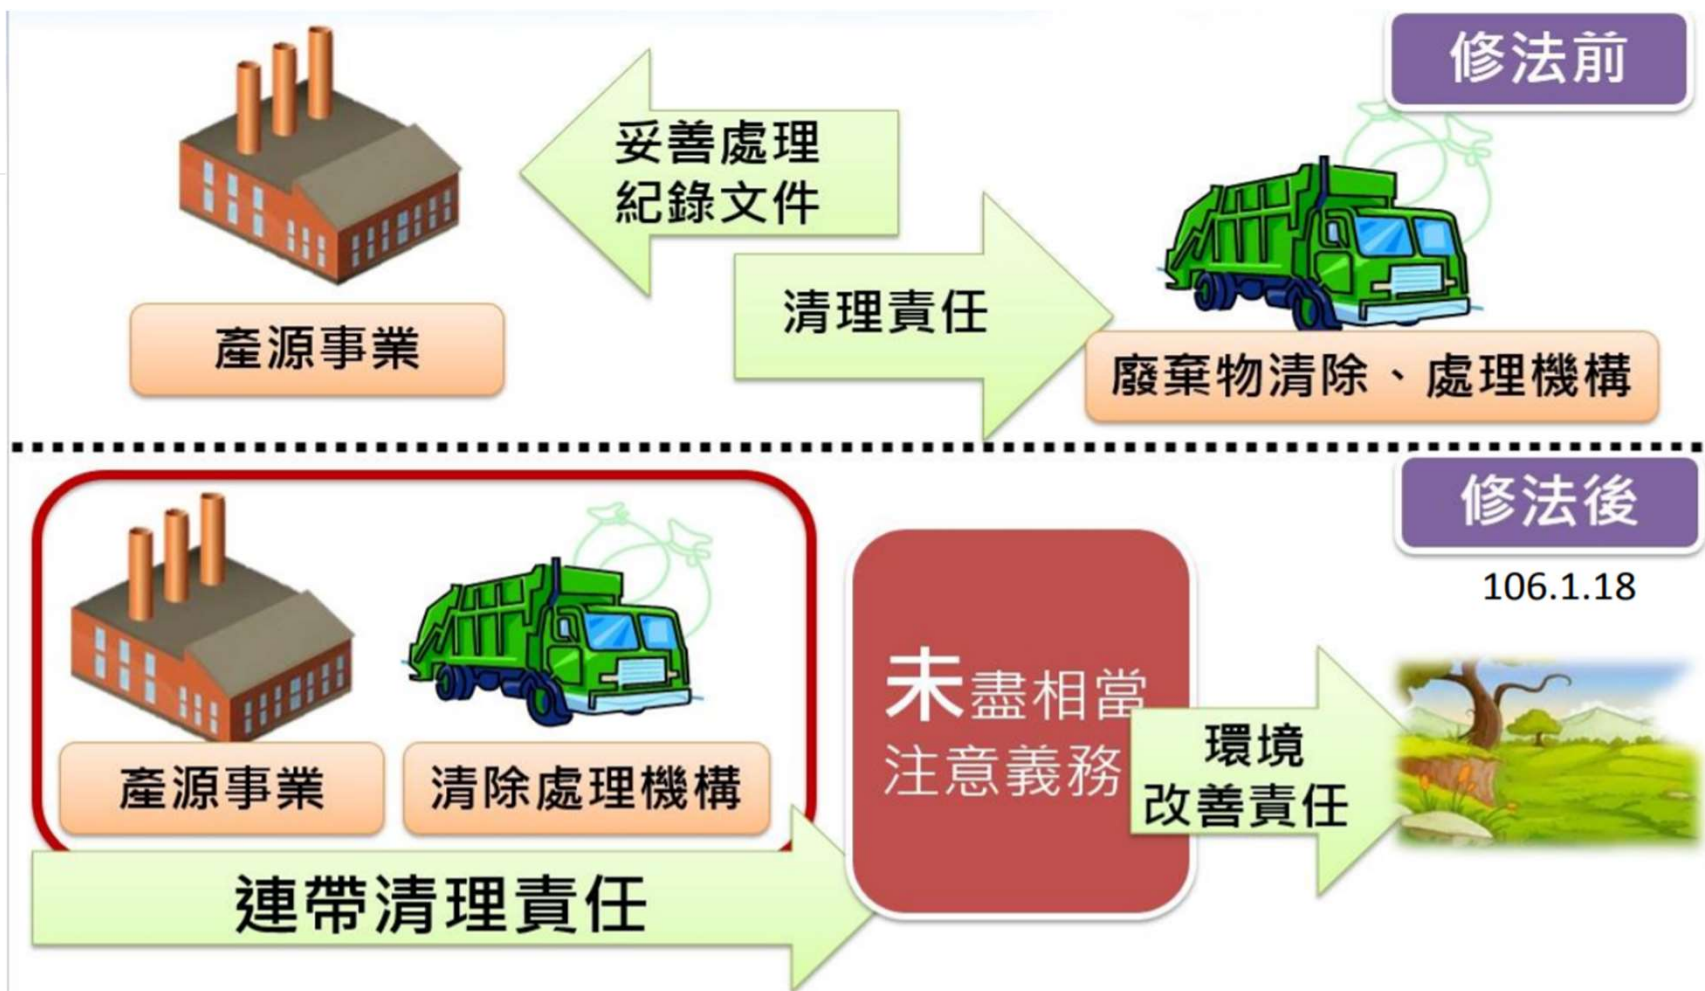 修法前
妥善處理
紀錄文件
清理責任
產源事業
廢棄物清除、處理機構
修法後
106.1.18
未盡相當
注意義務
環境
改善責任
產源事業
清除處理機構
連帶清理責任